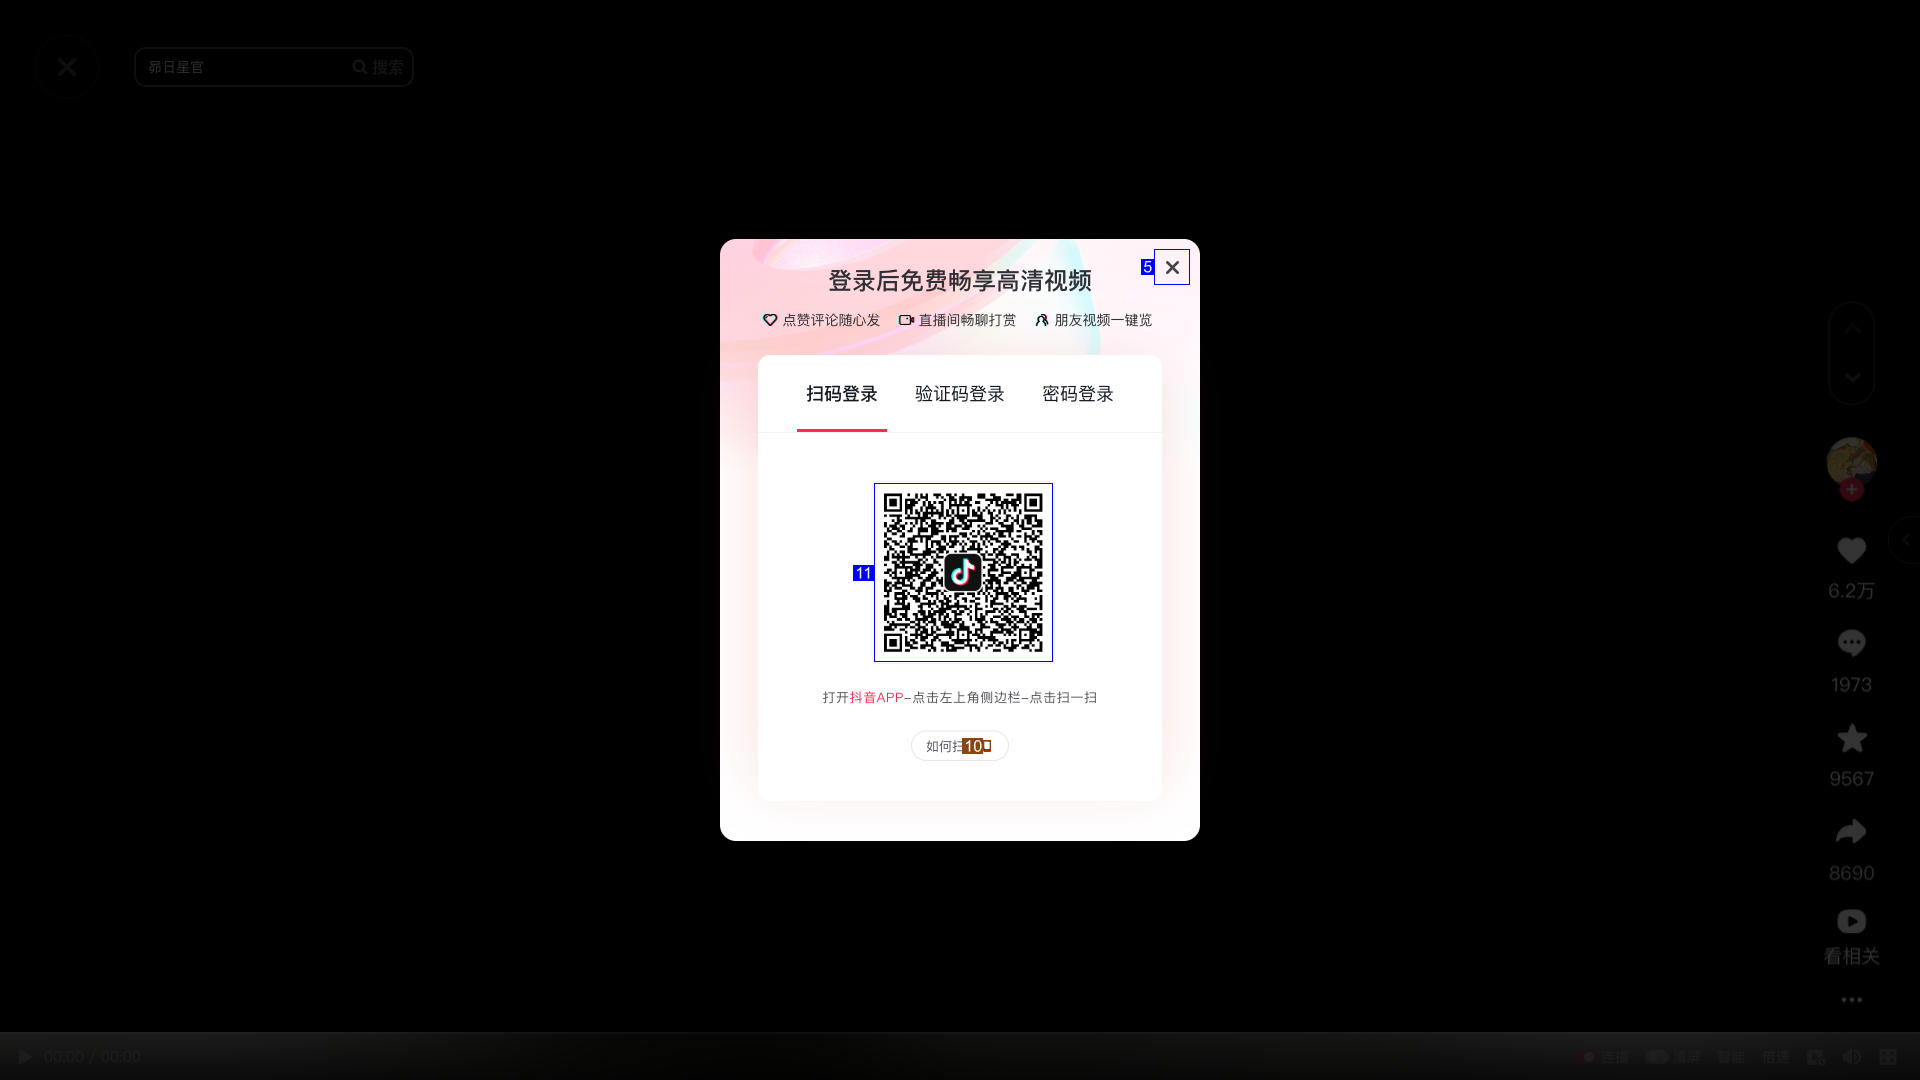 昴日星官
搜索
登录后免费畅享高清视频
5
点赞评论随心发
直播间畅聊打赏
朋友视频一键览
扫码登录
验证码登录
密码登录
11
打开抖音APP-点击左上角侧边栏-点击扫一扫
如何扫
10
6.2万
1973
9567
8690
看相关
00:00 / 00:00
连播
清屏
智能
倍速